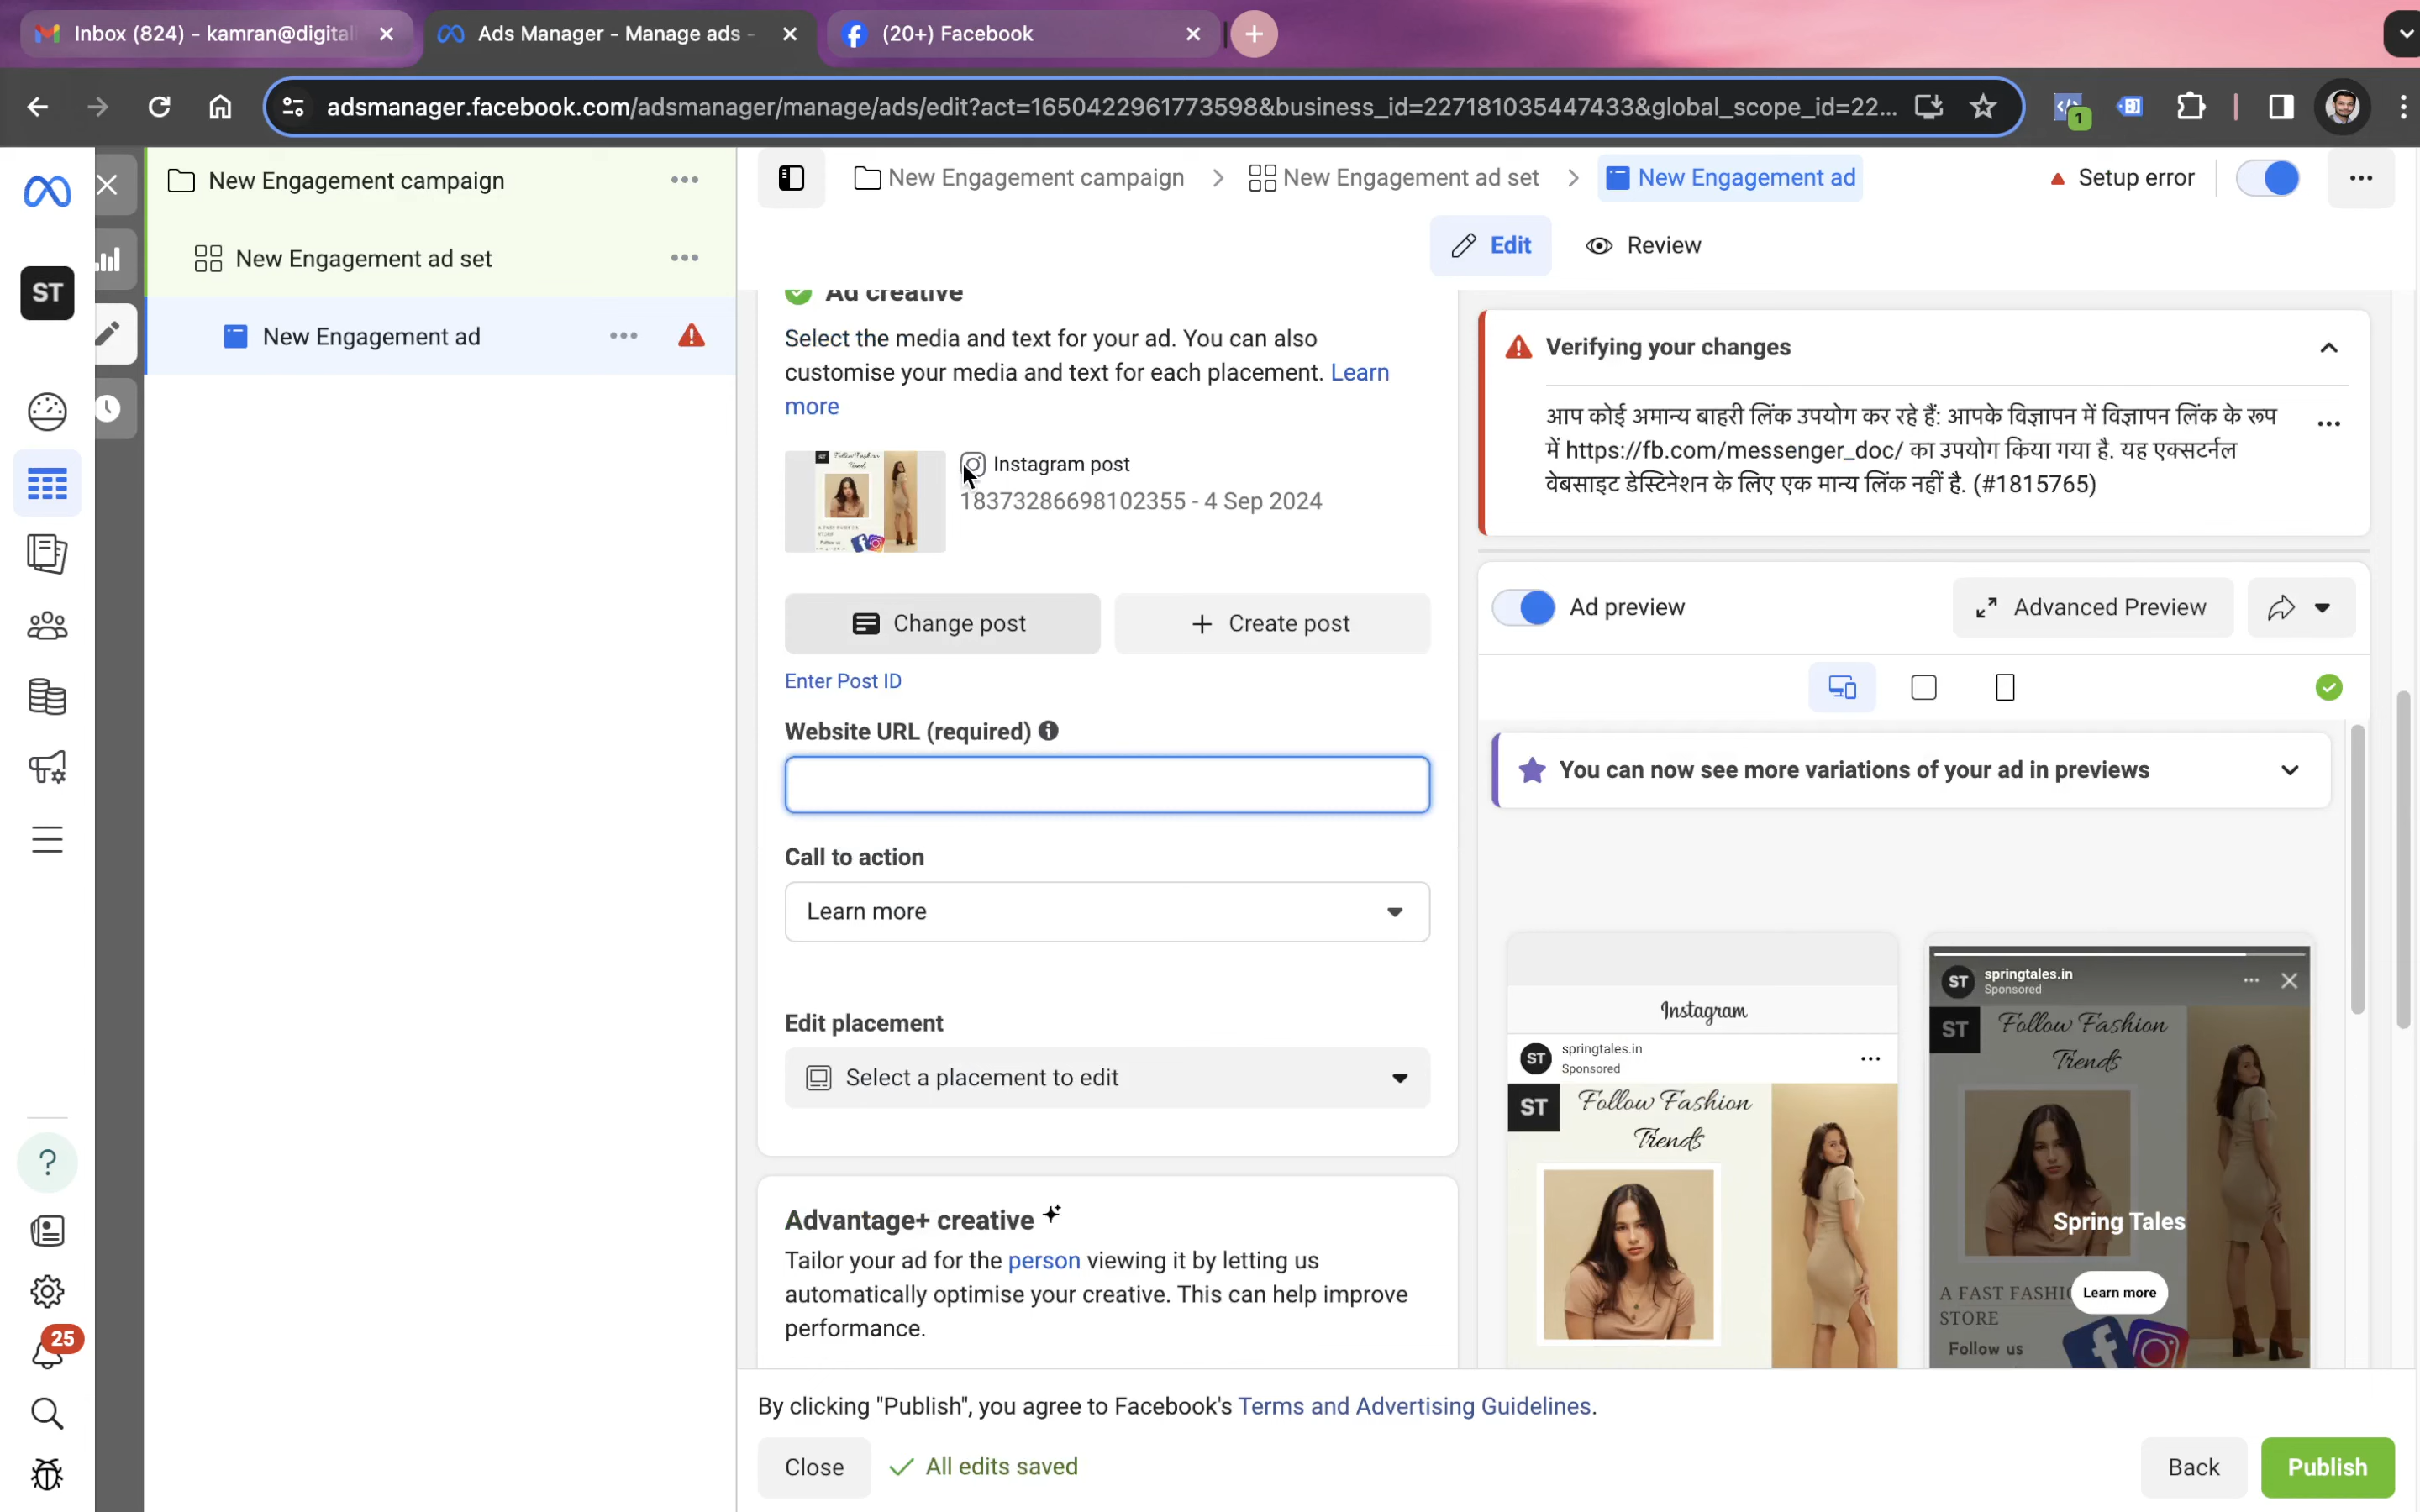 Inbox (824) - kamran@digital
Ads Manager - Manage ads -
(20+) Facebook
adsmanager.facebook.com/adsmanager/manage/ads/edit?act=1650422961773598&business_id=227181035447433&global_scope_id=22...
1
New Engagement campaign
New Engagement ad set
New Engagement ad
ST
25
New Engagement campaign > New Engagement ad set > New Engagement ad
Setup error
Edit
Review
Ad creative
Select the media and text for your ad. You can also
customise your media and text for each placement. Learn
more
Instagram post
18373286698102355 - 4 Sep 2024
Change post
+ Create post
Enter Post ID
Website URL (required)
Call to action
Learn more
Edit placement
Select a placement to edit
Advantage+ creative
Tailor your ad for the person viewing it by letting us
automatically optimise your creative. This can help improve
performance.
Verifying your changes
आप कोई अमान्य बाहरी लिंक उपयोग कर रहे हैं: आपके विज्ञापन में विज्ञापन लिंक के रूप
में https://fb.com/messenger_doc/ का उपयोग किया गया है. यह एक्सटर्नल
वेबसाइट डेस्टिनेशन के लिए एक मान्य लिंक नहीं है. (#1815765)
Ad preview
Advanced Preview
You can now see more variations of your ad in previews
Instagram
ST
springtales.in
Sponsored
ST
Follow Fashion
Trends
ST
springtales.in
Sponsored
ST
Follow Fashion
Trends
Spring Tales
Learn more
A FAST FASHI
STORE
Follow us
By clicking "Publish", you agree to Facebook's Terms and Advertising Guidelines.
Close
All edits saved
Back
Publish